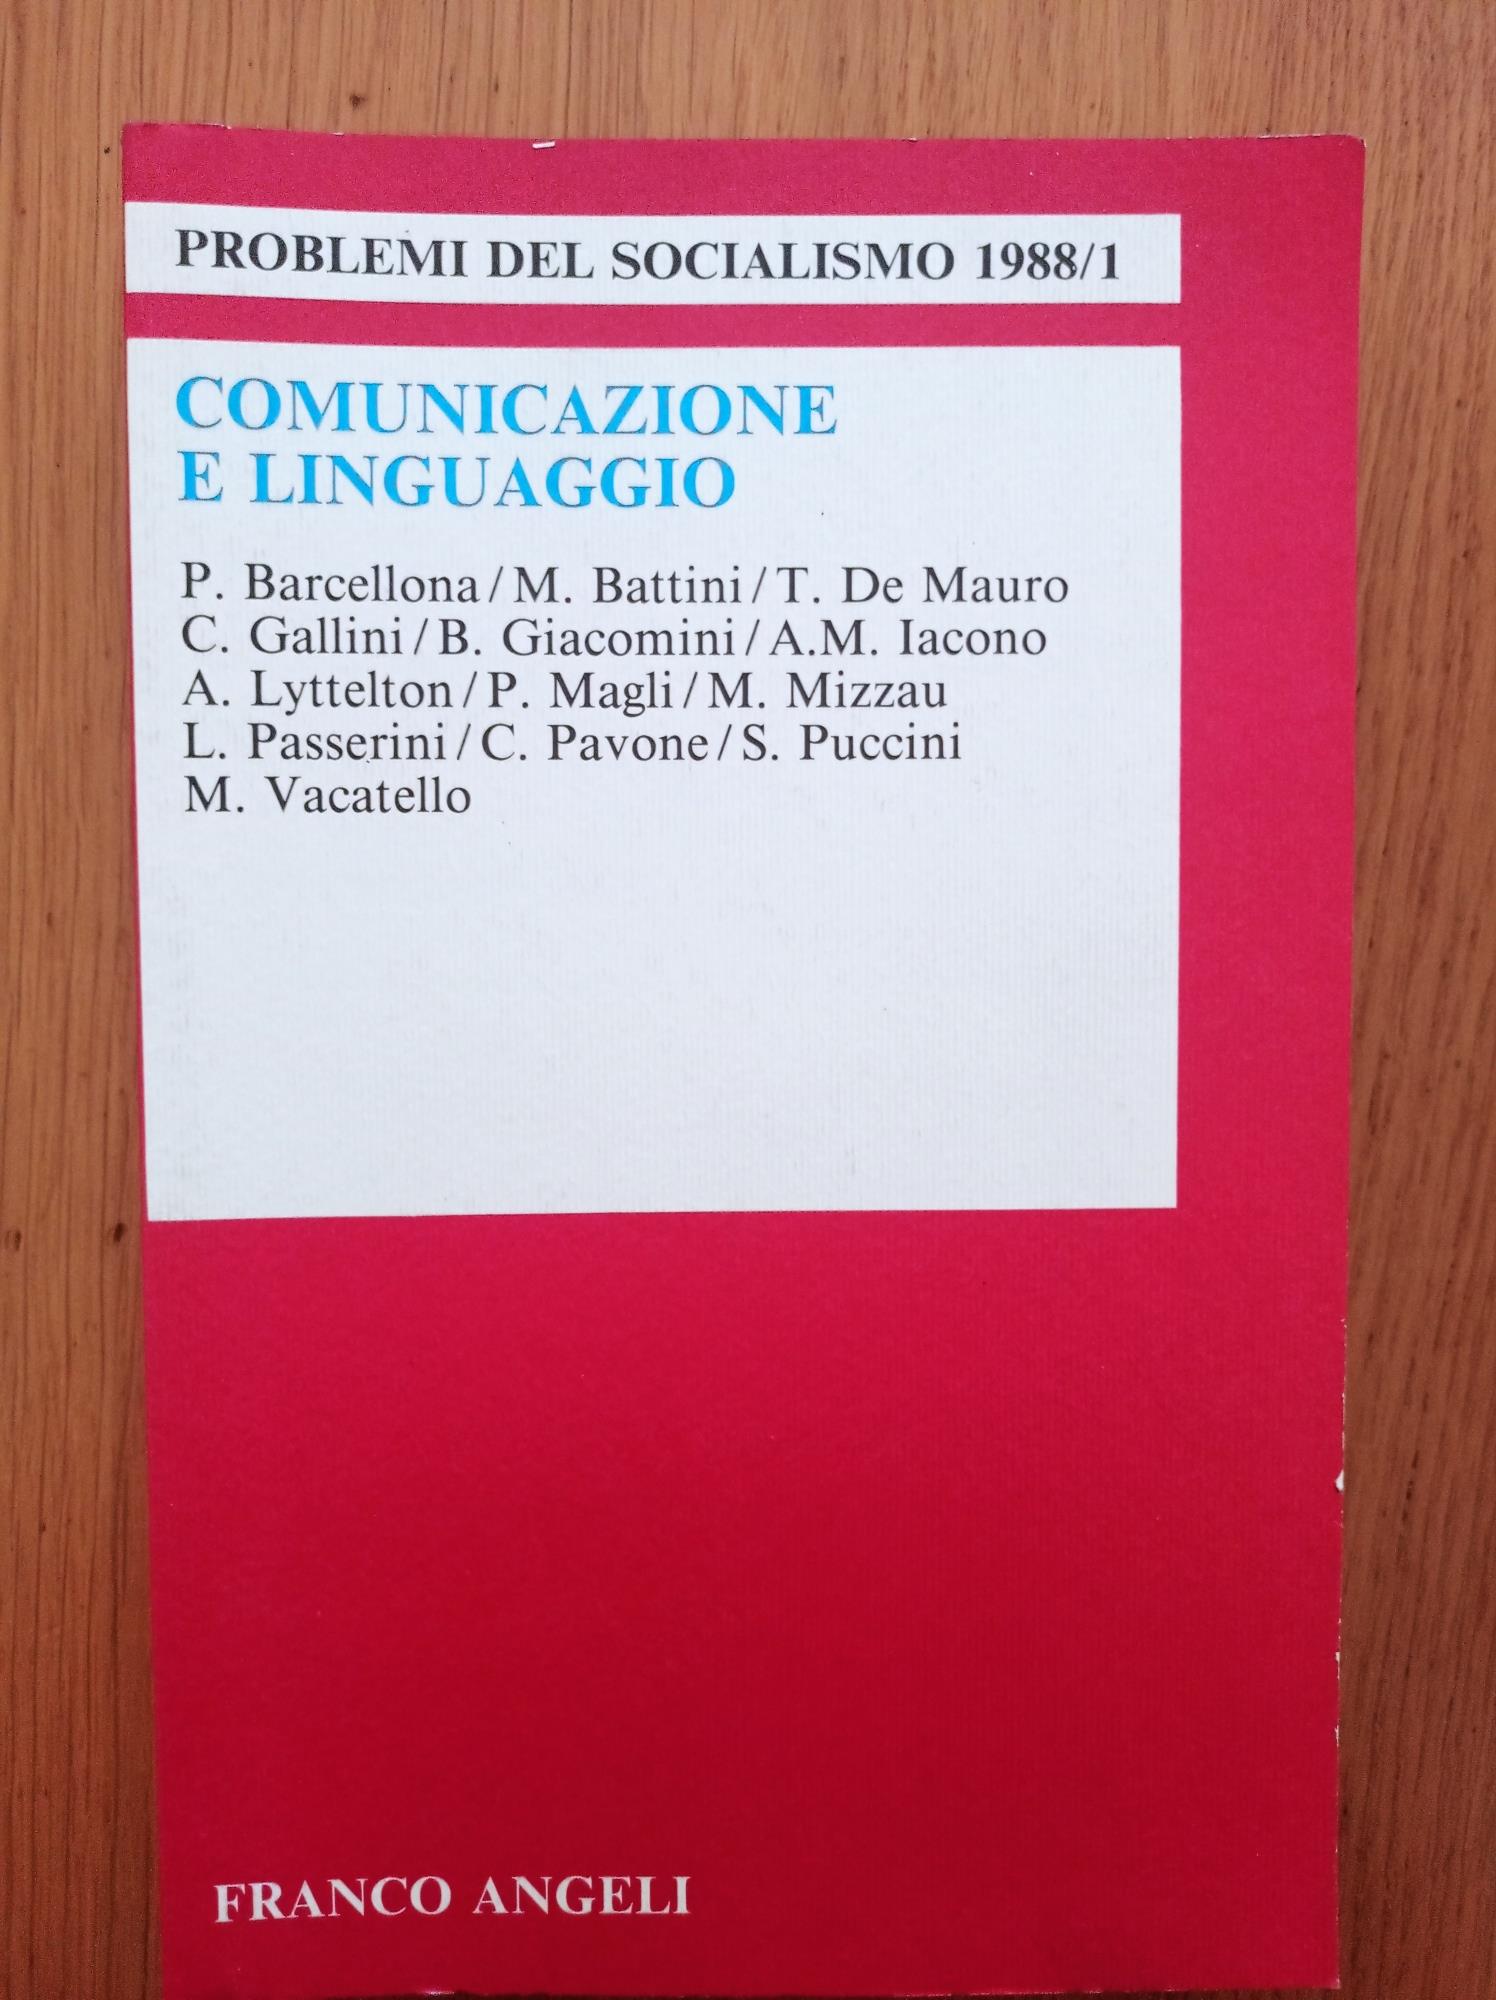 PROBLEMI DEL SOCIALISMO 1988/1
COMUNICAZIONE
E LINGUAGGIO
P. Barcellona/M. Battini/T. De Mauro
C. Gallini/B. Giacomini/A.M. Iacono
A. Lyttelton/P. Magli/M. Mizzau
L. Passerini/C. Pavone/S. Puccini
M. Vacatello
FRANCO ANGELI